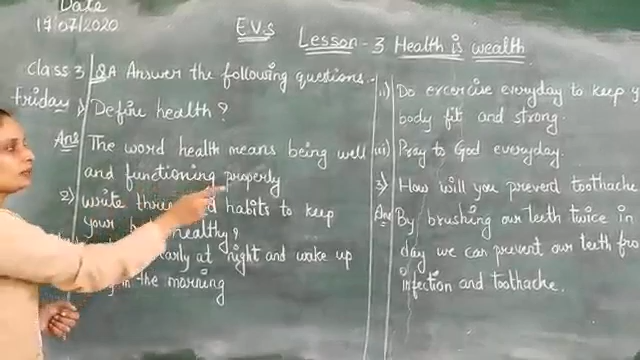 Date
17/07/2020
EVS
Lesson-3 Health is wealth
Class 3
Friday
Q.A Answer the following questions.-
1) Define health?
Ans The word health means being well
and functioning properly
2) write three habits to keep
your healthy?
early at night and wake up
in the morning
ii) Do excercise everyday to keep
body fit and strong.
iii) Pray to God everyday.
3) How will you prevent toothache
Ans By brushing our teeth twice in
day we can prevent our teeth
infection and toothache.